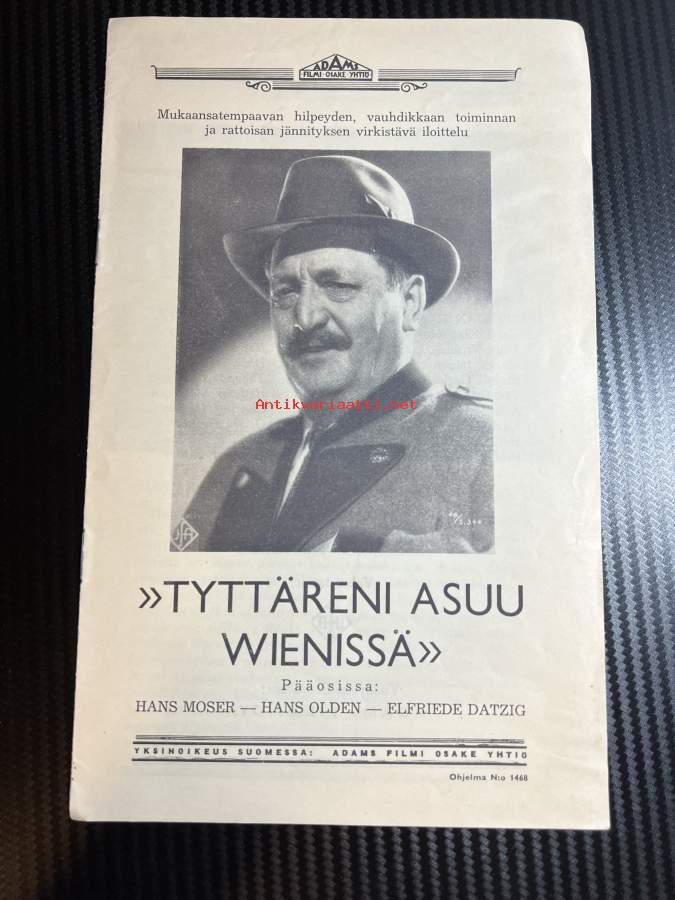 ADAMS
FILMI · OSAKE · YHTIÖ
Mukaansatempaavan hilpeyden, vauhdikkaan toiminnan
ja rattoisan jännityksen virkistävä iloittelu
Antikvariaatti.net
»TYTTÄRENI ASUU
WIENISSÄ»
Pääosissa:
HANS MOSER — HANS OLDEN — ELFRIEDE DATZIG
YKSINOIKEUS SUOMESSA: ADAMS FILMI OSAKE YHTIÖ
Ohjelma N:o 1468